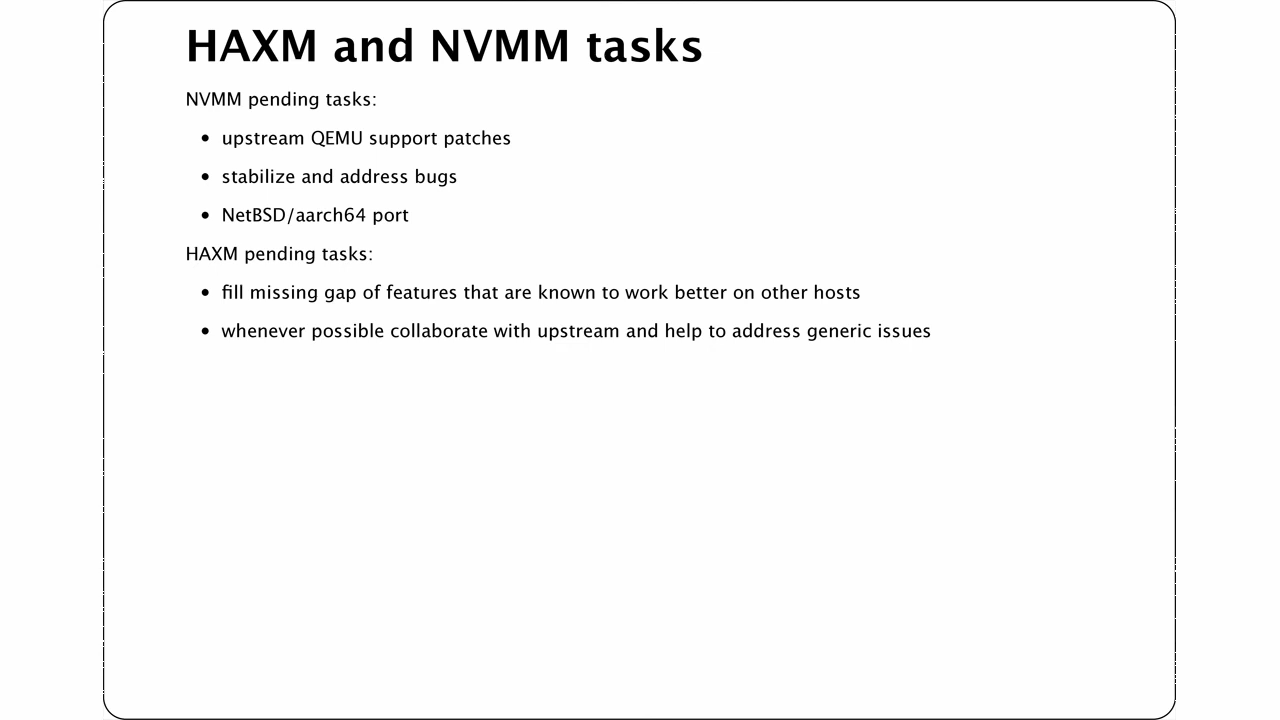 HAXM and NVMM tasks
NVMM pending tasks:
• upstream QEMU support patches
• stabilize and address bugs
• NetBSD/aarch64 port
HAXM pending tasks:
• fill missing gap of features that are known to work better on other hosts
• whenever possible collaborate with upstream and help to address generic issues